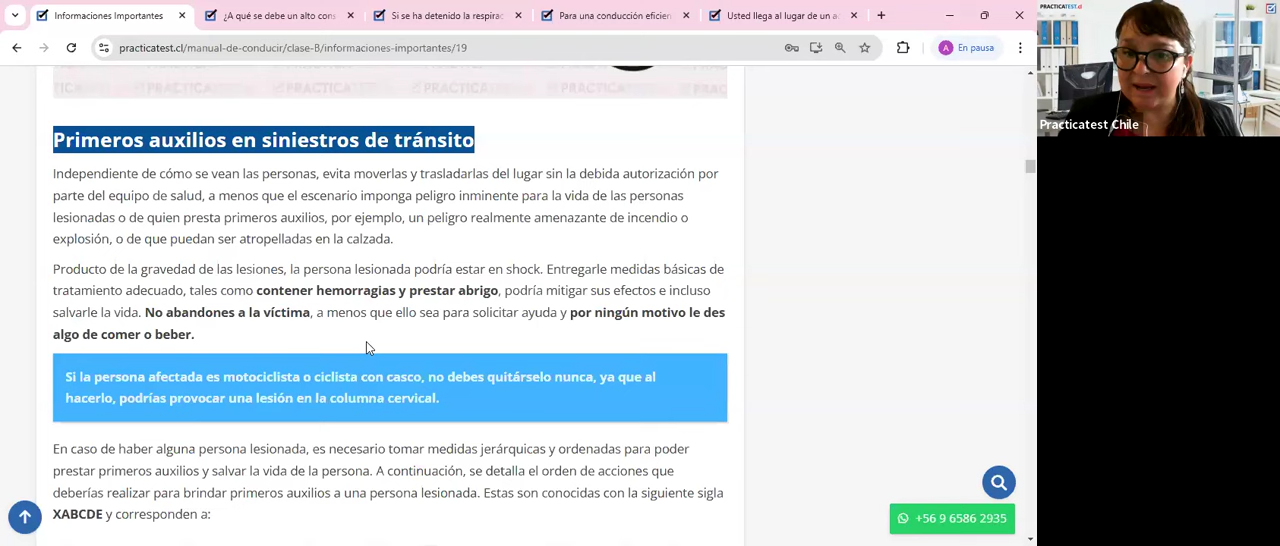 Informaciones Importantes
¿A qué se debe un alto cons
Si se ha detenido la respirac
Para una conducción eficien
Usted llega al lugar de un ac
practicatest.cl/manual-de-conducir/clase-B/informaciones-importantes/19
A
En pausa
PRACTICATEST.cl
Practicatest Chile
Primeros auxilios en siniestros de tránsito
Independiente de cómo se vean las personas, evita moverlas y trasladarlas del lugar sin la debida autorización por
parte del equipo de salud, a menos que el escenario imponga peligro inminente para la vida de las personas
lesionadas o de quien presta primeros auxilios, por ejemplo, un peligro realmente amenazante de incendio o
explosión, o de que puedan ser atropelladas en la calzada.
Producto de la gravedad de las lesiones, la persona lesionada podría estar en shock. Entregarle medidas básicas de
tratamiento adecuado, tales como contener hemorragias y prestar abrigo, podría mitigar sus efectos e incluso
salvarle la vida. No abandones a la víctima, a menos que ello sea para solicitar ayuda y por ningún motivo le des
algo de comer o beber.
Si la persona afectada es motociclista o ciclista con casco, no debes quitárselo nunca, ya que al
hacerlo, podrías provocar una lesión en la columna cervical.
En caso de haber alguna persona lesionada, es necesario tomar medidas jerárquicas y ordenadas para poder
prestar primeros auxilios y salvar la vida de la persona. A continuación, se detalla el orden de acciones que
deberías realizar para brindar primeros auxilios a una persona lesionada. Estas son conocidas con la siguiente sigla
XABCDE y corresponden a:
+56 9 6586 2935